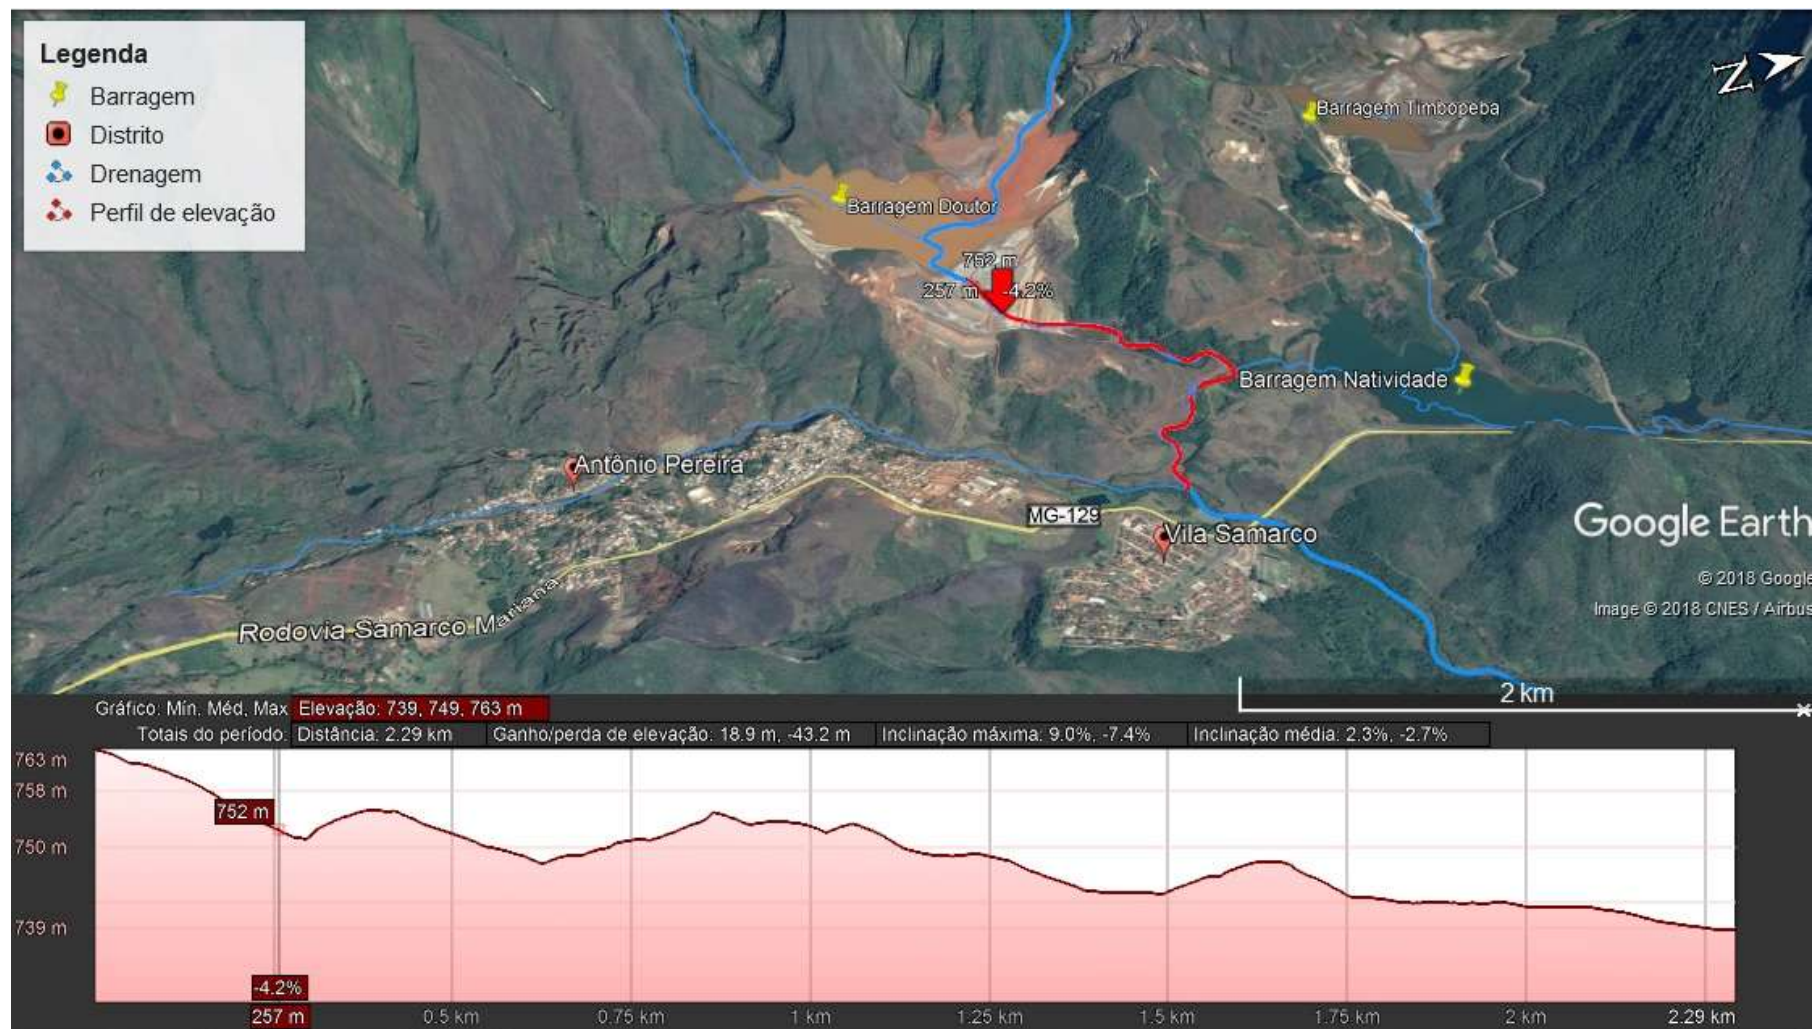 Legenda
Barragem
Distrito
Drenagem
Perfil de elevação
N
Barragem Timbopeba
Barragem Doutor
752 m
257 m -4.2%
Barragem Natividade
Antônio Pereira
MG-129
Vila Samarco
Google Earth
© 2018 Google
Image © 2018 CNES / Airbus
Rodovia Samarco Mariana
2 km
Gráfico: Mín, Méd, Max Elevação: 739, 749, 763 m
Totais do período: Distância: 2.29 km Ganho/perda de elevação: 18.9 m, -43.2 m Inclinação máxima: 9.0%, -7.4% Inclinação média: 2.3%, -2.7%
763 m
758 m
752 m
750 m
739 m
-4.2%
257 m 0.5 km 0.75 km 1 km 1.25 km 1.5 km 1.75 km 2 km 2.29 km